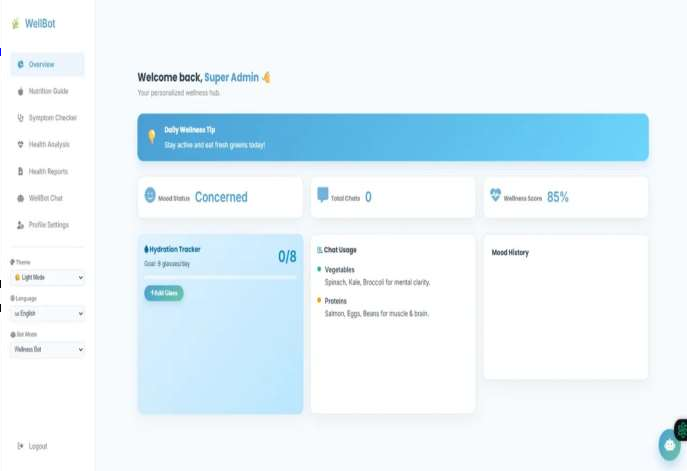 WellBot
Overview
Nutrition Guide
Symptom Checker
Health Analysis
Health Reports
WellBot Chat
Profile Settings
Theme
Light Mode
Language
English
Bot Mode
Wellness Bot
Logout
Welcome back, Super Admin
Your personalized wellness hub.
Daily Wellness Tip
Stay active and eat fresh greens today!
Mood Status Concerned
Total Chats 0
Wellness Score 85%
Hydration Tracker 0/8
Goal: 9 glasses/day
+Add Glass
Chat Usage
Vegetables
Spinach, Kale, Broccoli for mental clarity.
Proteins
Salmon, Eggs, Beans for muscle & brain.
Mood History